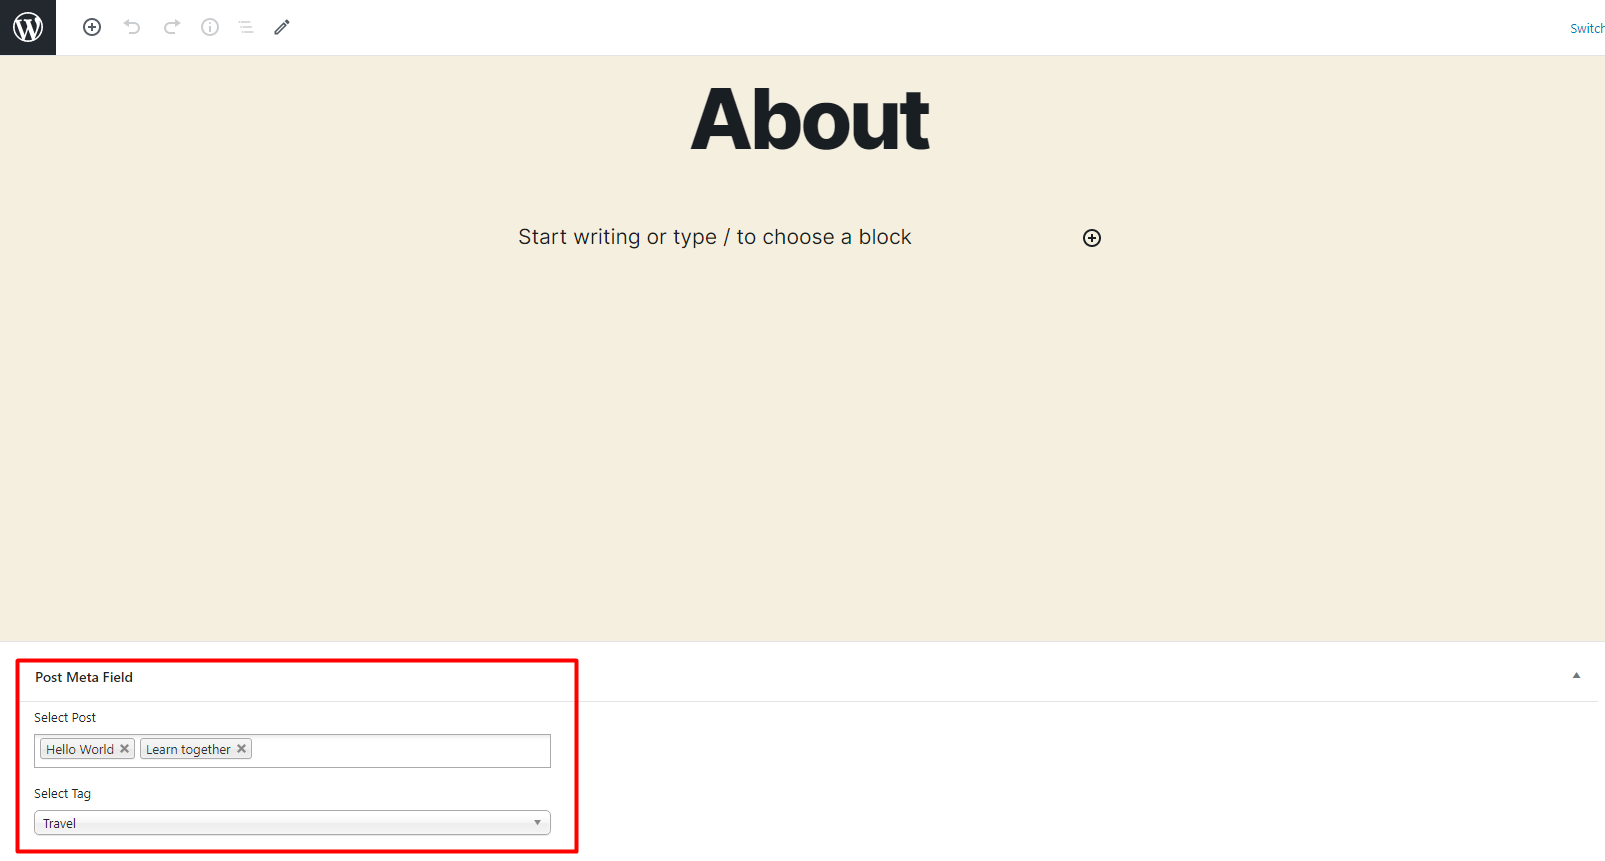 Switch
About
Start writing or type / to choose a block
Post Meta Field
Select Post
Hello World Learn together
Select Tag
Travel